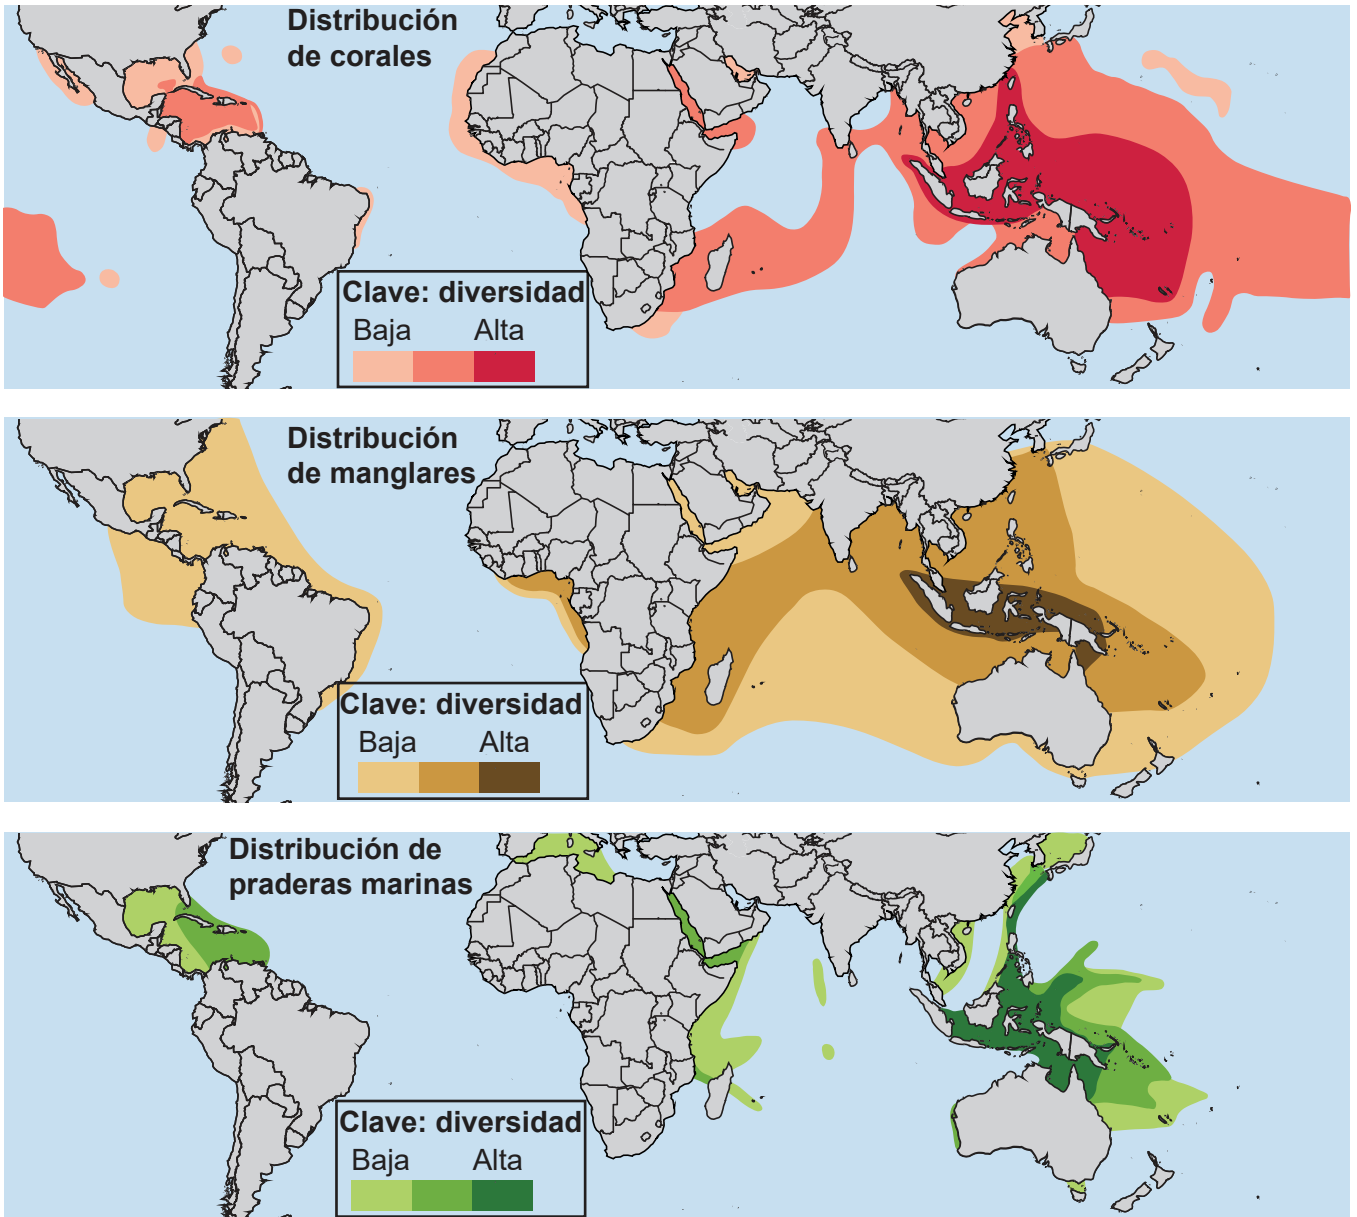 Distribución
de corales
Clave: diversidad
Baja Alta
Distribución
de manglares
Clave: diversidad
Baja Alta
Distribución de
praderas marinas
Clave: diversidad
Baja Alta